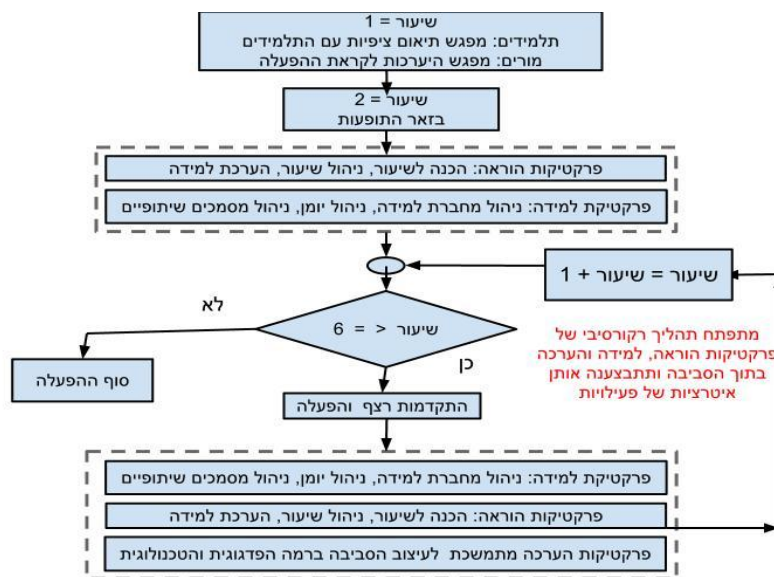 שיעור = 1
תלמידים: מפגש תיאום ציפיות עם התלמידים
מורים: מפגש היערכות לקראת ההפעלה
שיעור = 2
בזאר התופעות
פרקטיקות הוראה: הכנה לשיעור, ניהול שיעור, הערכת למידה
פרקטיקת למידה: ניהול מחברת למידה, ניהול יומן, ניהול מסמכים שיתופיים
שיעור = שיעור + 1
לא
שיעור < = 6
כן
סוף ההפעלה
מתפתח תהליך רקורסיבי של
פרקטיקות הוראה, למידה והערכה
בתוך הסביבה ותתבצענה אותן
איטרציות של פעילויות
התקדמות רצף והפעלה
פרקטיקת למידה: ניהול מחברת למידה, ניהול יומן, ניהול מסמכים שיתופיים
פרקטיקות הוראה: הכנה לשיעור, ניהול שיעור, הערכת למידה
פרקטיקות הערכה מתמשכת לעיצוב הסביבה ברמה הפדגוגית והטכנולוגית